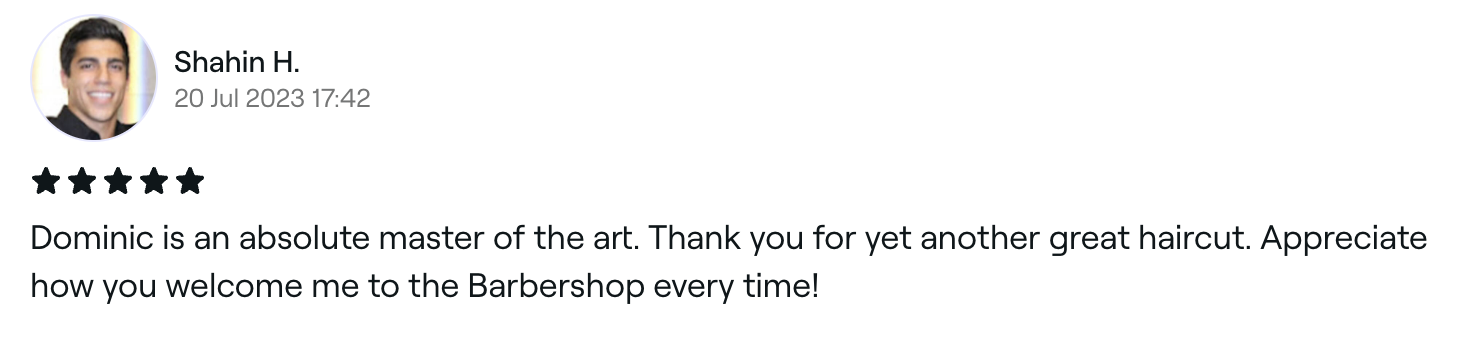 Shahin H.
20 Jul 2023 17:42
Dominic is an absolute master of the art. Thank you for yet another great haircut. Appreciate
how you welcome me to the Barbershop every time!